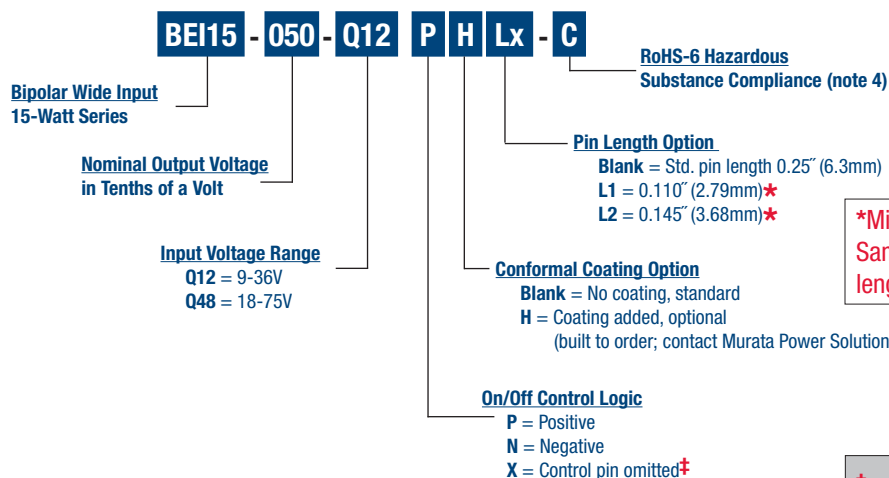 BEI15 - 050 - Q12 P H Lx - C
RoHS-6 Hazardous
Substance Compliance (note 4)
Bipolar Wide Input
15-Watt Series
Pin Length Option
Blank = Std. pin length 0.25˝ (6.3mm)
L1 = 0.110˝ (2.79mm)*
L2 = 0.145˝ (3.68mm)*
Nominal Output Voltage
in Tenths of a Volt
*Mi
Sam
leng
Input Voltage Range
Q12 = 9-36V
Q48 = 18-75V
Conformal Coating Option
Blank = No coating, standard
H = Coating added, optional
(built to order; contact Murata Power Solution
On/Off Control Logic
P = Positive
N = Negative
X = Control pin omitted‡
‡